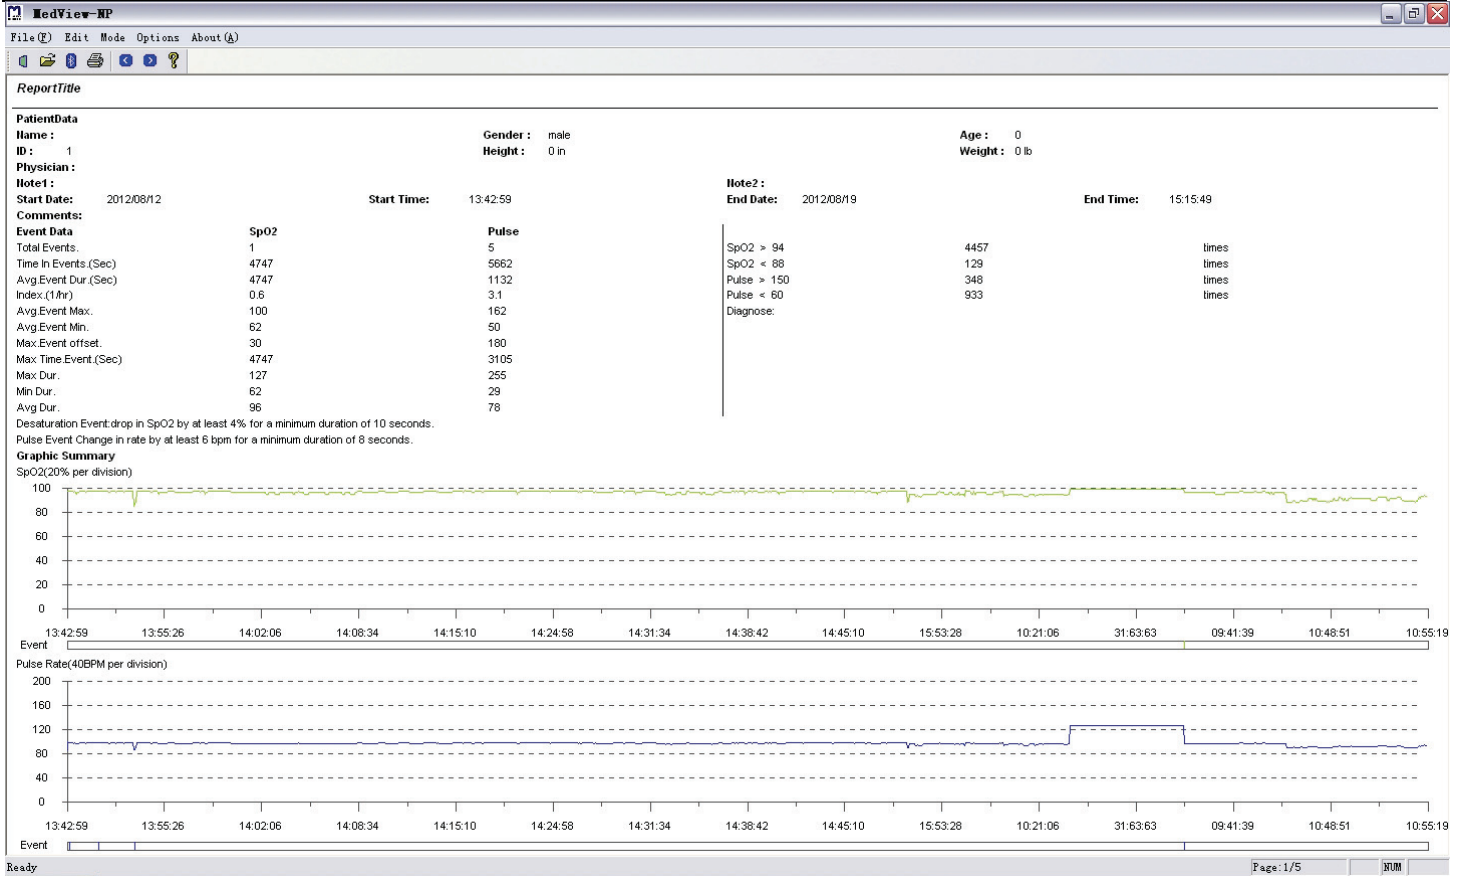 MedView-NP
File(F) Edit Mode Options About(A)
ReportTitle
PatientData
Name : Gender : male Age : 0
ID : 1 Height : 0 in Weight : 0 lb
Physician :
Note1 : Note2 :
Start Date: 2012/08/12 Start Time: 13:42:59 End Date: 2012/08/19 End Time: 15:15:49
Comments:
Event Data SpO2 Pulse
Total Events. 1 5 SpO2 > 94 4457 times
Time In Events.(Sec) 4747 5662 SpO2 < 88 129 times
Avg.Event Dur.(Sec) 4747 1132 Pulse > 150 348 times
Index.(1/hr) 0.6 3.1 Pulse < 60 933 times
Avg.Event Max. 100 162 Diagnose:
Avg.Event Min. 62 50
Max.Event offset. 30 180
Max Time.Event.(Sec) 4747 3105
Max Dur. 127 255
Min Dur. 62 29
Avg Dur. 96 78
Desaturation Event:drop in SpO2 by at least 4% for a minimum duration of 10 seconds.
Pulse Event Change in rate by at least 6 bpm for a minimum duration of 8 seconds.
Graphic Summary
SpO2(20% per division)
100
80
60
40
20
0
13:42:59 13:55:26 14:02:06 14:08:34 14:15:10 14:24:58 14:31:34 14:38:42 14:45:10 15:53:28 10:21:06 31:63:63 09:41:39 10:48:51 10:55:19
Event
Pulse Rate(40BPM per division)
200
160
120
80
40
0
13:42:59 13:55:26 14:02:06 14:08:34 14:15:10 14:24:58 14:31:34 14:38:42 14:45:10 15:53:28 10:21:06 31:63:63 09:41:39 10:48:51 10:55:19
Event
Ready Page:1/5 NUM